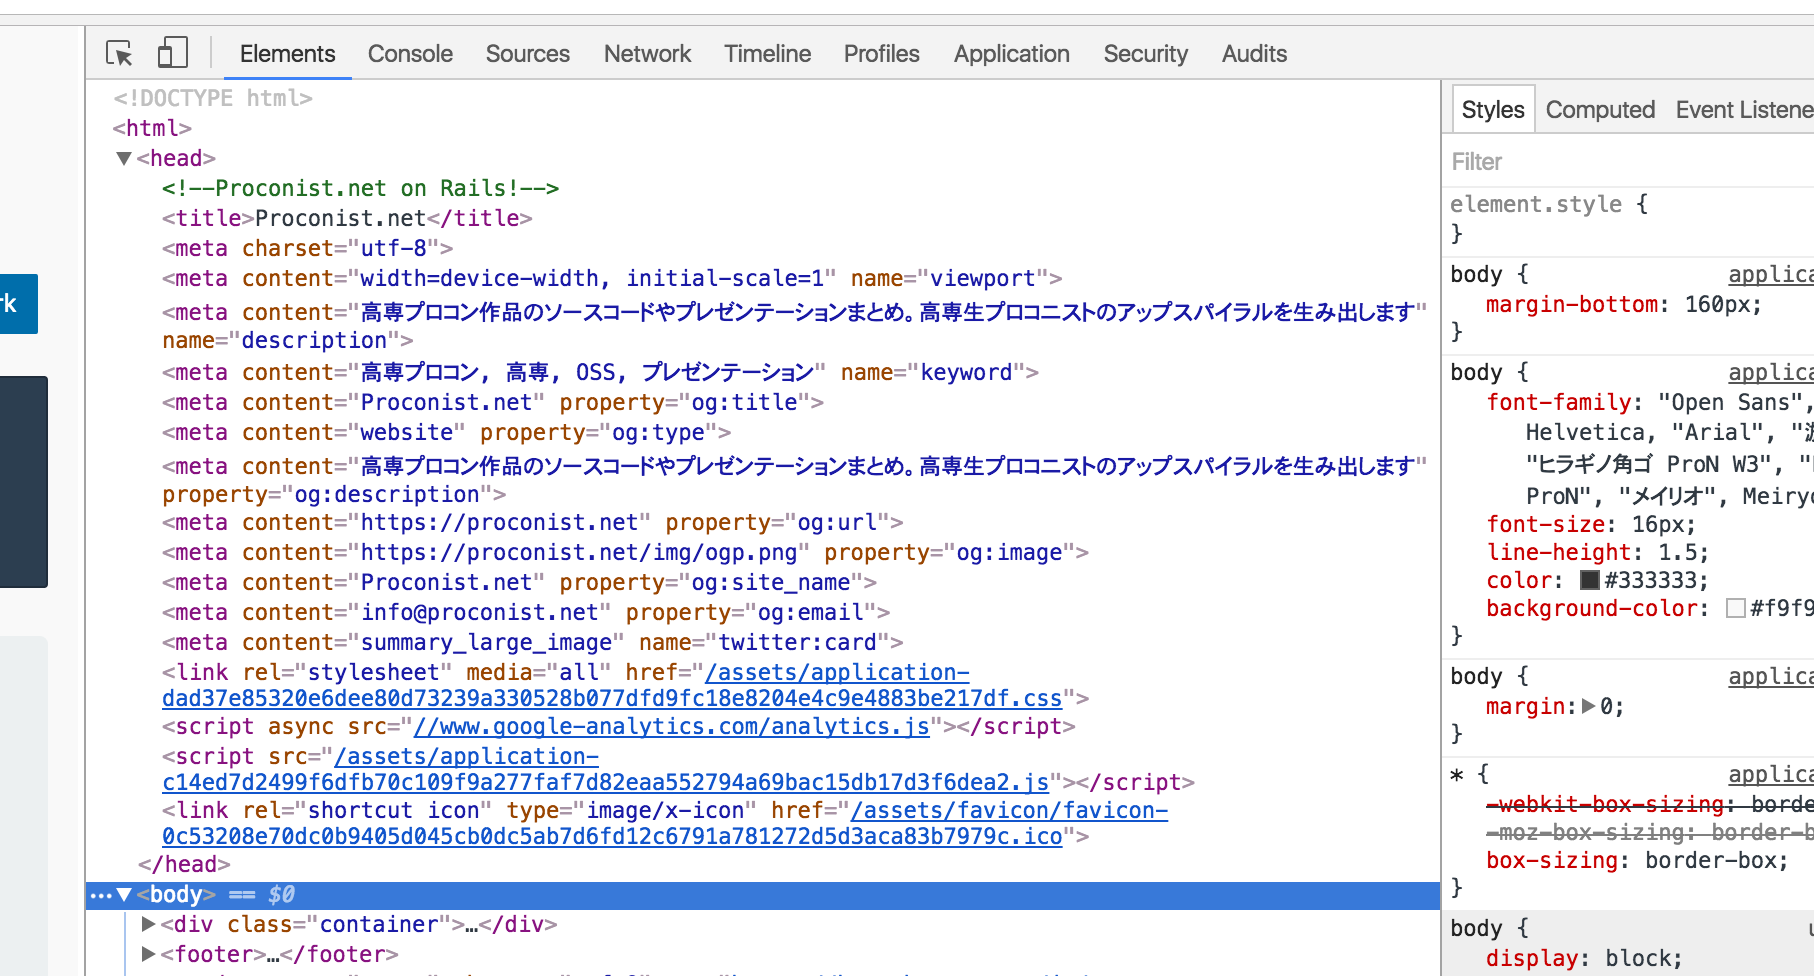 Elements Console Sources Network Timeline Profiles Application Security Audits
<!DOCTYPE html>
<html>
▼<head>
<!--Proconist.net on Rails!-->
<title>Proconist.net</title>
<meta charset="utf-8">
<meta content="width=device-width, initial-scale=1" name="viewport">
<meta content="高専プロコン作品のソースコードやプレゼンテーションまとめ。高専生プロコニストのアップスパイラルを生み出します"
name="description">
<meta content="高専プロコン, 高専, OSS, プレゼンテーション" name="keyword">
<meta content="Proconist.net" property="og:title">
<meta content="website" property="og:type">
<meta content="高専プロコン作品のソースコードやプレゼンテーションまとめ。高専生プロコニストのアップスパイラルを生み出します"
property="og:description">
<meta content="https://proconist.net" property="og:url">
<meta content="https://proconist.net/img/ogp.png" property="og:image">
<meta content="Proconist.net" property="og:site_name">
<meta content="info@proconist.net" property="og:email">
<meta content="summary_large_image" name="twitter:card">
<link rel="stylesheet" media="all" href="/assets/application-
dad37e85320e6dee80d73239a330528b077dfd9fc18e8204e4c9e4883be217df.css">
<script async src="//www.google-analytics.com/analytics.js"></script>
<script src="/assets/application-
c14ed7d2499f6dfb70c109f9a277faf7d82eaa552794a69bac15db17d3f6dea2.js"></script>
<link rel="shortcut icon" type="image/x-icon" href="/assets/favicon/favicon-
0c53208e70dc0b9405d045cb0dc5ab7d6fd12c6791a781272d5d3aca83b7979c.ico">
</head>
…▼<body> == $0
▶<div class="container">…</div>
▶<footer>…</footer>
rk
Styles Computed Event Listene
Filter
element.style {
}
body { applica
margin-bottom: 160px;
}
body { applica
font-family: "Open Sans",
Helvetica, "Arial", "游
"ヒラギノ角ゴ ProN W3", "
ProN", "メイリオ", Meiryo
font-size: 16px;
line-height: 1.5;
color: #333333;
background-color: #f9f9
}
body { applica
margin:▶0;
}
* { applica
-webkit-box-sizing: borde
-moz-box-sizing: border-b
box-sizing: border-box;
}
body { u
display: block;